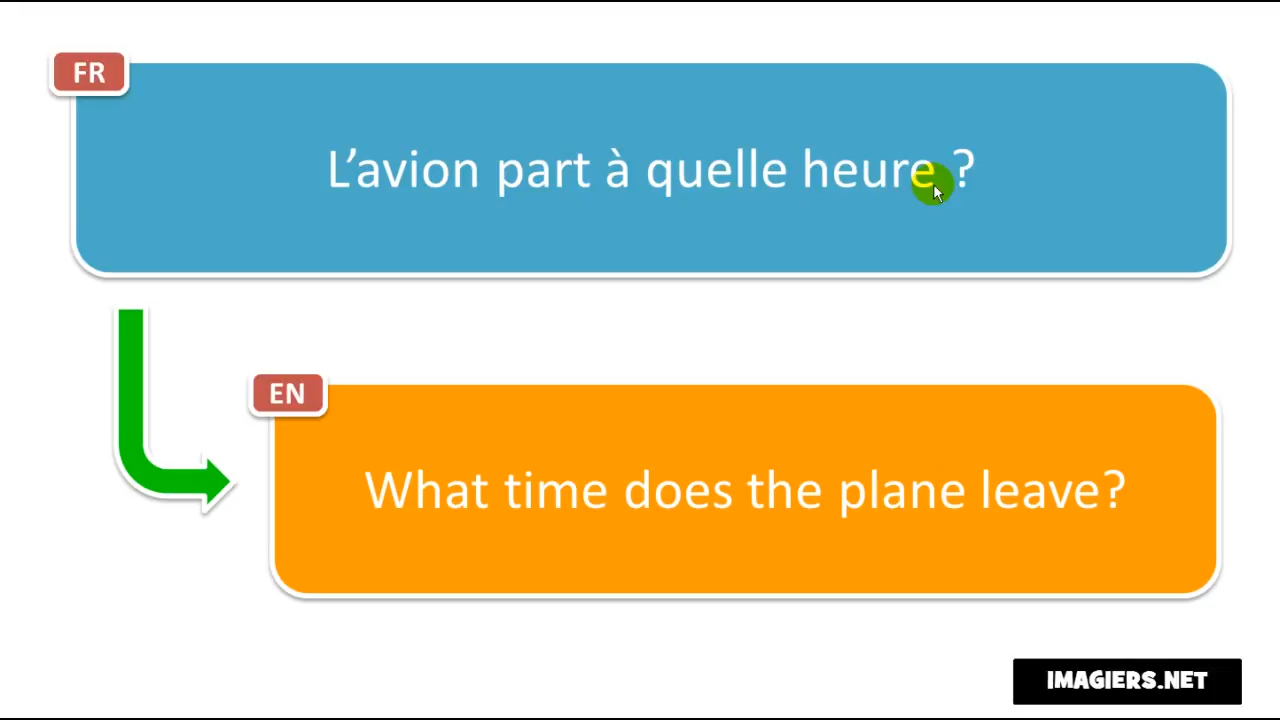 FR
L’avion part à quelle heure ?
EN
What time does the plane leave?
IMAGIERS.NET